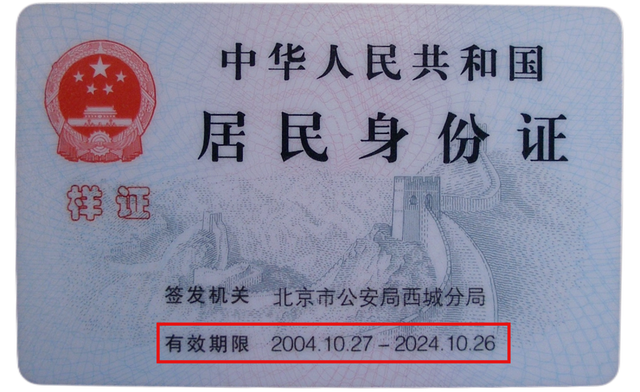 中华人民共和国
居民身份证
样证
签发机关 北京市公安局西城分局
有效期限 2004.10.27-2024.10.26